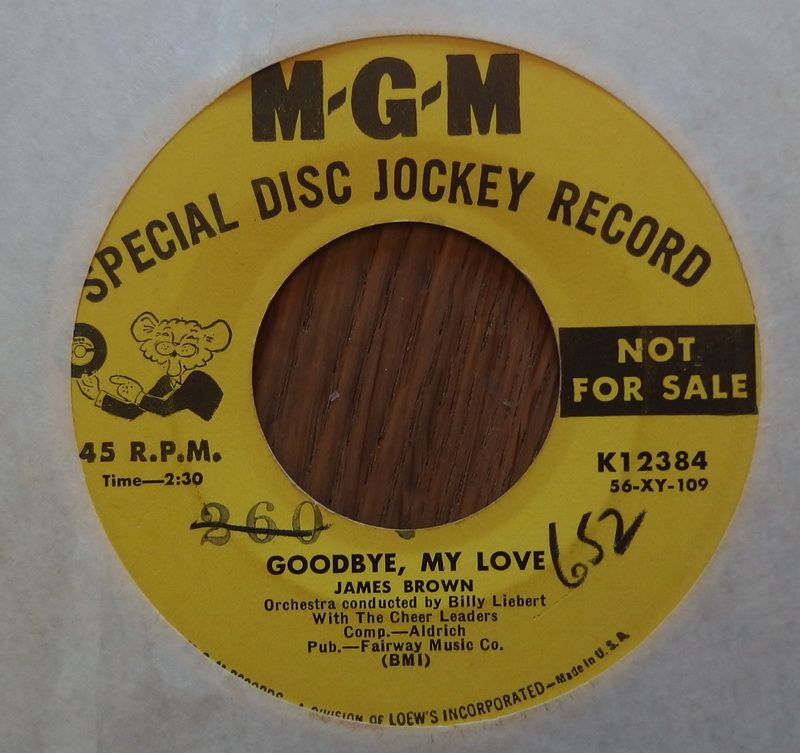 M-G-M
SPECIAL DISC JOCKEY RECORD
NOT
FOR SALE
45 R.P.M.
Time—2:30
K12384
56-XY-109
260
652
GOODBYE, MY LOVE
JAMES BROWN
Orchestra conducted by Billy Liebert
With The Cheer Leaders
Comp.—Aldrich
Pub.—Fairway Music Co.
(BMI)
A DIVISION OF LOEW'S INCORPORATED—Made in U.S.A